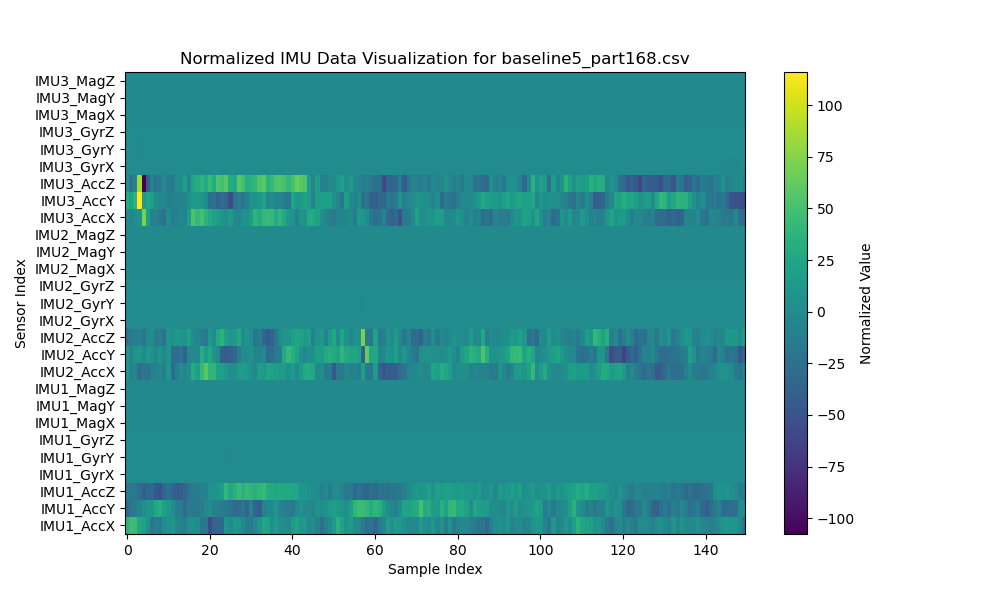 Normalized IMU Data Visualization for baseline5_part168.csv
IMU3_MagZ
IMU3_MagY
IMU3_MagX
IMU3_GyrZ
IMU3_GyrY
IMU3_GyrX
IMU3_AccZ
IMU3_AccY
IMU3_AccX
IMU2_MagZ
IMU2_MagY
IMU2_MagX
IMU2_GyrZ
IMU2_GyrY
IMU2_GyrX
IMU2_AccZ
IMU2_AccY
IMU2_AccX
IMU1_MagZ
IMU1_MagY
IMU1_MagX
IMU1_GyrZ
IMU1_GyrY
IMU1_GyrX
IMU1_AccZ
IMU1_AccY
IMU1_AccX
Sensor Index
0 20 40 60 80 100 120 140
Sample Index
100
75
50
25
0
−25
−50
−75
−100
Normalized Value